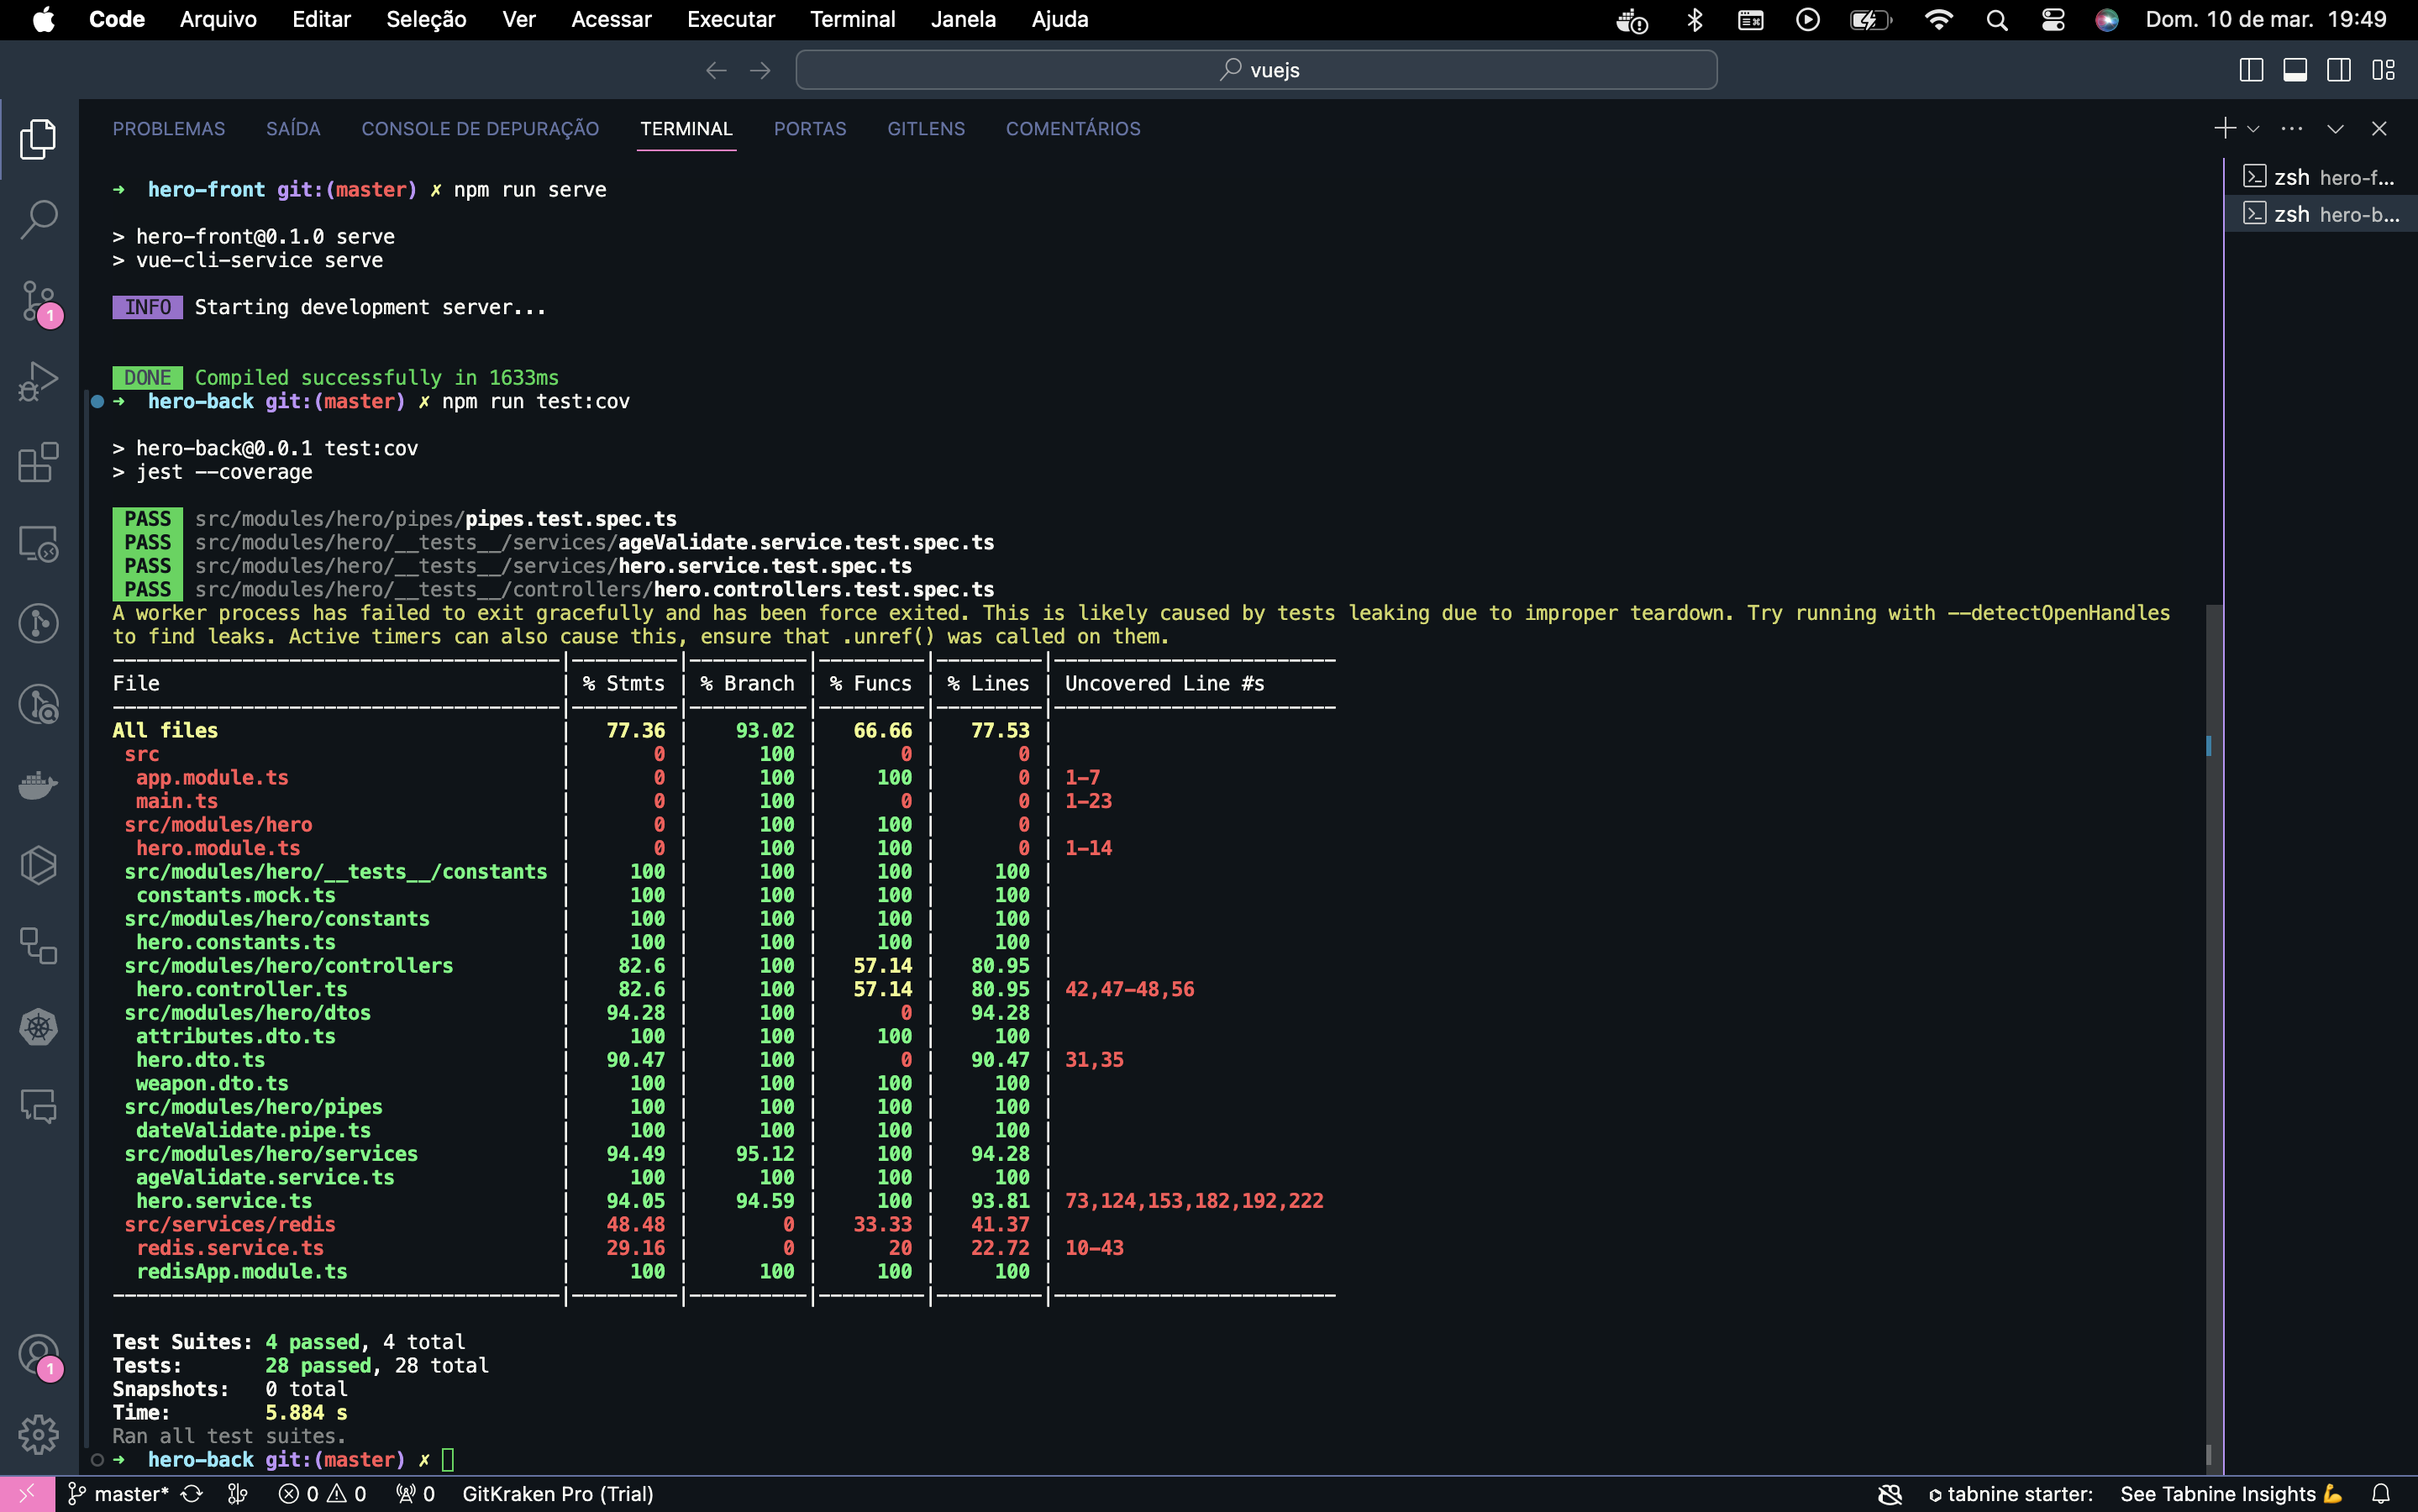 Code Arquivo Editar Seleção Ver Acessar Executar Terminal Janela Ajuda Dom. 10 de mar. 19:49
vuejs
PROBLEMAS SAÍDA CONSOLE DE DEPURAÇÃO TERMINAL PORTAS GITLENS COMENTÁRIOS
zsh hero-f...
zsh hero-b...
➜ hero-front git:(master) ✗ npm run serve
> hero-front@0.1.0 serve
> vue-cli-service serve
INFO Starting development server...
DONE Compiled successfully in 1633ms
➜ hero-back git:(master) ✗ npm run test:cov
> hero-back@0.0.1 test:cov
> jest --coverage
PASS src/modules/hero/pipes/pipes.test.spec.ts
PASS src/modules/hero/__tests__/services/ageValidate.service.test.spec.ts
PASS src/modules/hero/__tests__/services/hero.service.test.spec.ts
PASS src/modules/hero/__tests__/controllers/hero.controllers.test.spec.ts
A worker process has failed to exit gracefully and has been force exited. This is likely caused by tests leaking due to improper teardown. Try running with --detectOpenHandles
to find leaks. Active timers can also cause this, ensure that .unref() was called on them.
File | % Stmts | % Branch | % Funcs | % Lines | Uncovered Line #s
All files | 77.36 | 93.02 | 66.66 | 77.53 |
src | 0 | 100 | 0 | 0 |
app.module.ts | 0 | 100 | 100 | 0 | 1-7
main.ts | 0 | 100 | 0 | 0 | 1-23
src/modules/hero | 0 | 100 | 100 | 0 |
hero.module.ts | 0 | 100 | 100 | 0 | 1-14
src/modules/hero/__tests__/constants | 100 | 100 | 100 | 100 |
constants.mock.ts | 100 | 100 | 100 | 100 |
src/modules/hero/constants | 100 | 100 | 100 | 100 |
hero.constants.ts | 100 | 100 | 100 | 100 |
src/modules/hero/controllers | 82.6 | 100 | 57.14 | 80.95 |
hero.controller.ts | 82.6 | 100 | 57.14 | 80.95 | 42,47-48,56
src/modules/hero/dtos | 94.28 | 100 | 0 | 94.28 |
attributes.dto.ts | 100 | 100 | 100 | 100 |
hero.dto.ts | 90.47 | 100 | 0 | 90.47 | 31,35
weapon.dto.ts | 100 | 100 | 100 | 100 |
src/modules/hero/pipes | 100 | 100 | 100 | 100 |
dateValidate.pipe.ts | 100 | 100 | 100 | 100 |
src/modules/hero/services | 94.49 | 95.12 | 100 | 94.28 |
ageValidate.service.ts | 100 | 100 | 100 | 100 |
hero.service.ts | 94.05 | 94.59 | 100 | 93.81 | 73,124,153,182,192,222
src/services/redis | 48.48 | 0 | 33.33 | 41.37 |
redis.service.ts | 29.16 | 0 | 20 | 22.72 | 10-43
redisApp.module.ts | 100 | 100 | 100 | 100 |
Test Suites: 4 passed, 4 total
Tests: 28 passed, 28 total
Snapshots: 0 total
Time: 5.884 s
Ran all test suites.
➜ hero-back git:(master) ✗
1
1
master* 0 0 0 GitKraken Pro (Trial) tabnine starter: See Tabnine Insights 💪